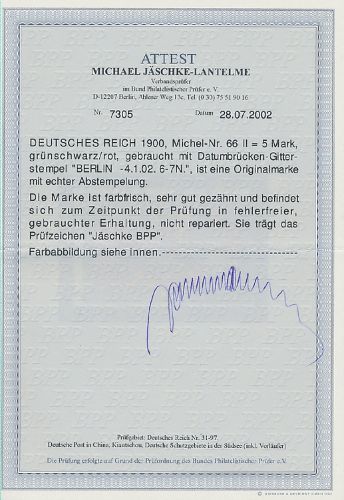 ATTEST
MICHAEL JÄSCHKE-LANTELME
Verbandsprüfer
im Bund Philatelistischer Prüfer e.V.
D-12207 Berlin, Ahlener Weg 13c, Tel. (0 30) 75 51 90 16
Nr. 7305 Datum 28.07.2002
DEUTSCHES REICH 1900, Michel-Nr. 66 II = 5 Mark,
grünschwarz/rot, gebraucht mit Datumbrücken-Gitter-
stempel "BERLIN -4.1.02. 6-7N.", ist eine Originalmarke
mit echter Abstempelung.
Die Marke ist farbfrisch, sehr gut gezähnt und befindet
sich zum Zeitpunkt der Prüfung in fehlerfreier,
gebrauchter Erhaltung, nicht repariert. Sie trägt das
Prüfzeichen "Jäschke BPP".
Farbabbildung siehe innen.
Prüfgebiet: Deutsches Reich Nr. 31-97
Deutsche Post in China, Kiautschou, Deutsche Schutzgebiete in der Südsee (inkl. Vorläufer)
Die Prüfung erfolgte auf Grund der Prüfordnung des Bundes Philatelistischer Prüfer e.V.